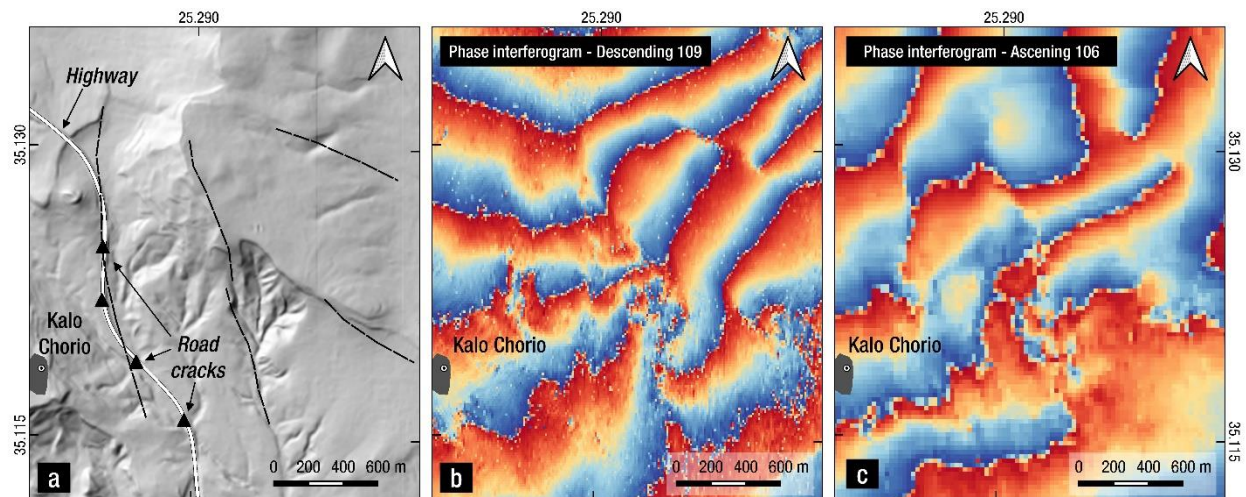 25.290
25.290
25.290
Highway
Phase interferogram - Descending 109
Phase interferogram - Ascening 106
35.130
35.130
Kalo
Chorio
Road
cracks
Kalo Chorio
Kalo Chorio
35.115
35.115
a
0 200 400 600 m
b
0 200 400 600 m
c
0 200 400 600 m